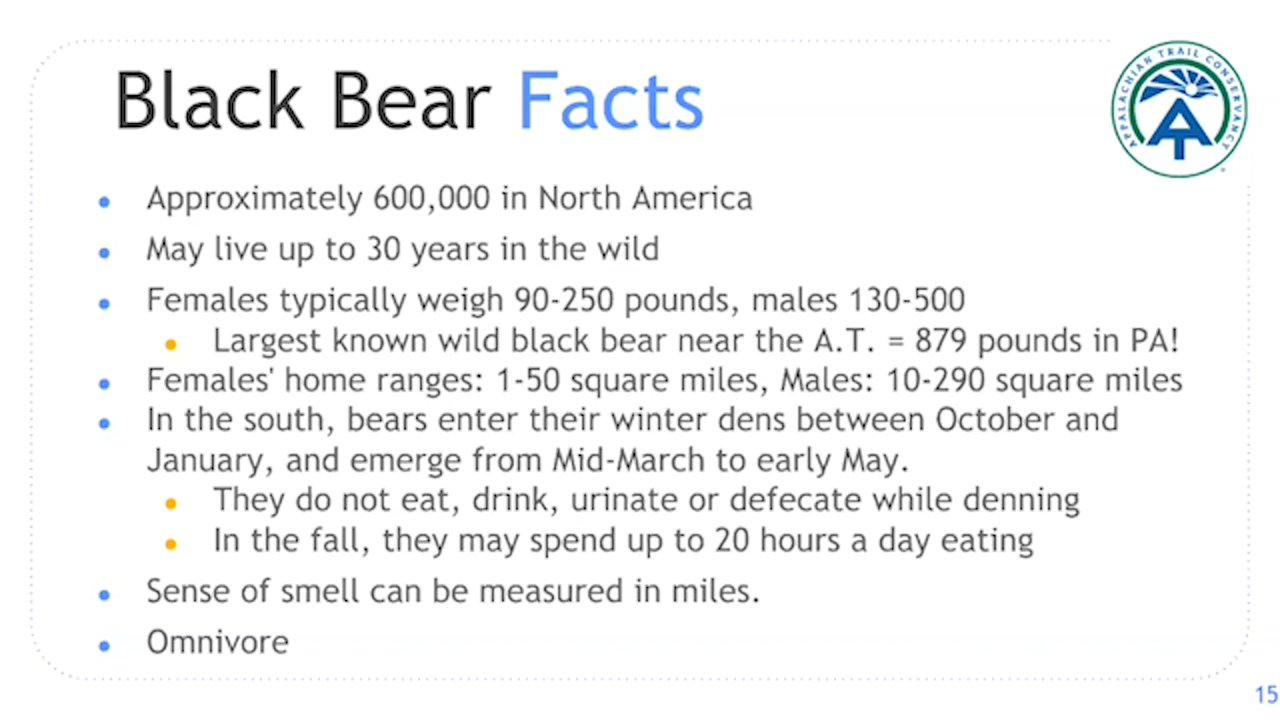 Black Bear Facts
APPALACHIAN TRAIL CONSERVANCY
Approximately 600,000 in North America
May live up to 30 years in the wild
Females typically weigh 90-250 pounds, males 130-500
Largest known wild black bear near the A.T. = 879 pounds in PA!
Females' home ranges: 1-50 square miles, Males: 10-290 square miles
In the south, bears enter their winter dens between October and
January, and emerge from Mid-March to early May.
They do not eat, drink, urinate or defecate while denning
In the fall, they may spend up to 20 hours a day eating
Sense of smell can be measured in miles.
Omnivore
15